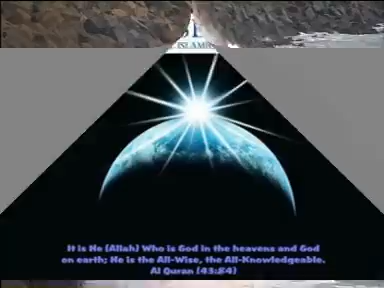 ISLAMIC
It is He (Allah) Who is God in the heavens and God
on earth; He is the All-Wise, the All-Knowledgeable.
Al Quran (43:84)